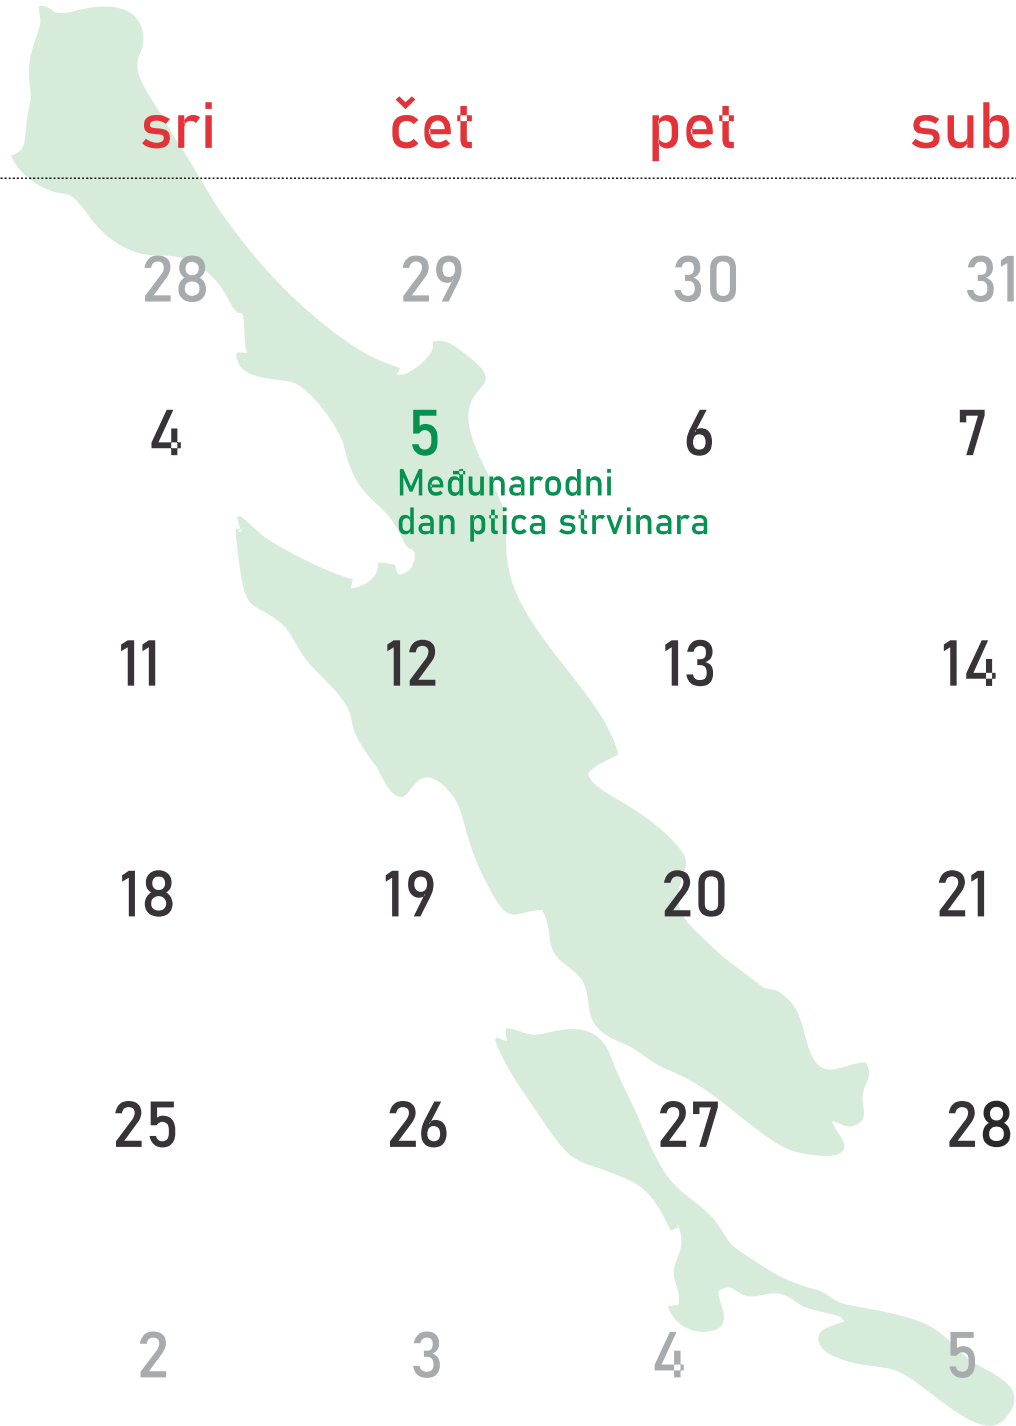 sri čet pet sub
28 29 30 31
4 5 6 7
Međunarodni
dan ptica strvinara
11 12 13 14
18 19 20 21
25 26 27 28
2 3 4 5